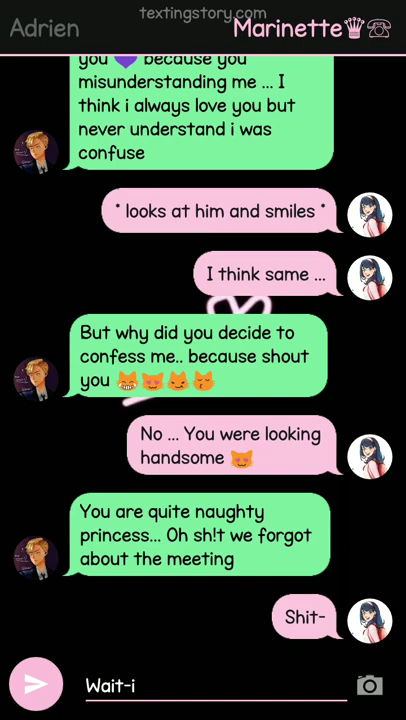 textingstory.com
Adrien
Marinette♛☏
you 💜 because you
misunderstanding me ... I
think i always love you but
never understand i was
confuse
* looks at him and smiles *
I think same ...
But why did you decide to
confess me.. because shout
you 😹😻😼😽
No ... You were looking
handsome 😻
You are quite naughty
princess... Oh sh!t we forgot
about the meeting
Shit-
Wait-i